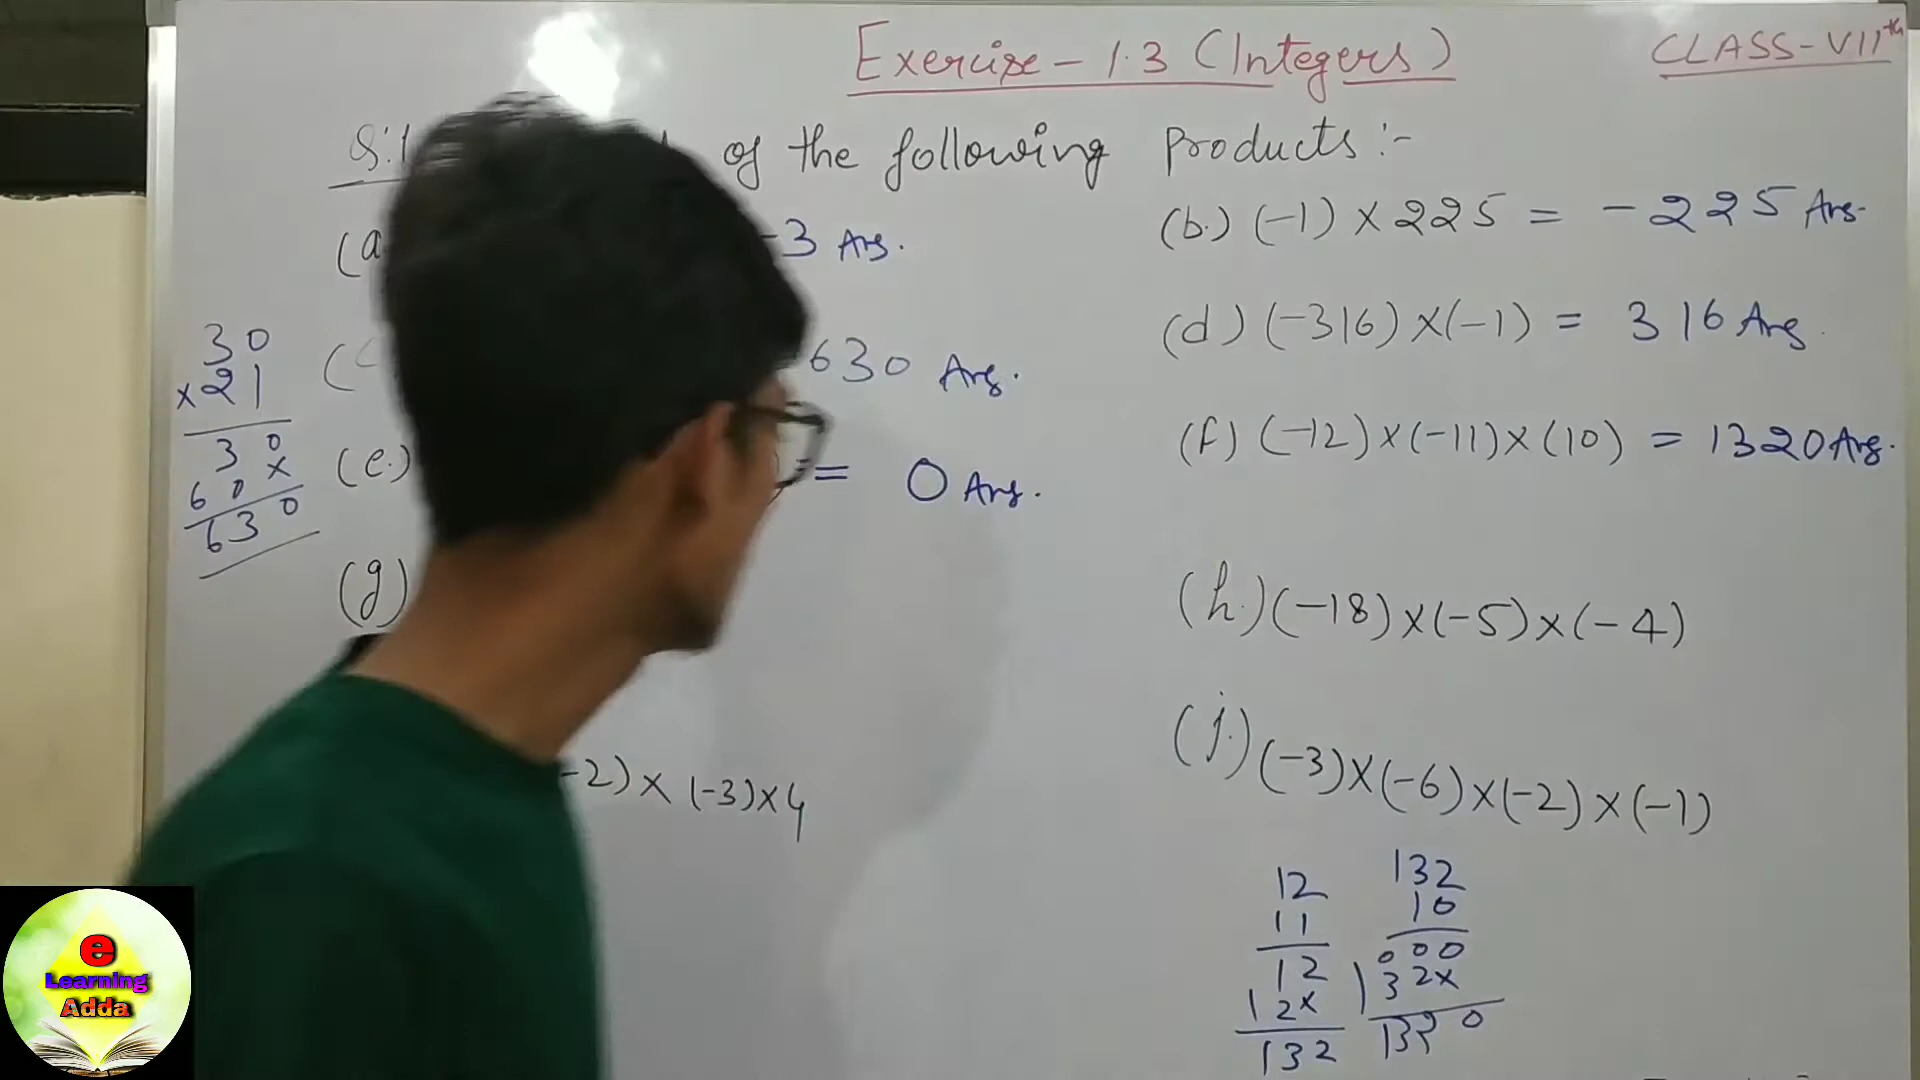 Exercise - 1.3 (Integers)
CLASS - VIIth
of the following Products :-
-3 Ans.
(b.) (-1) × 225 = -225 Ans.
(d) (-316) × (-1) = 316 Ans.
630 Ans.
(e.) = 0 Ans.
(f) (-12) × (-11) × (10) = 1320 Ans.
(g)
(h.) (-18) × (-5) × (-4)
-2) × (-3) × 4
(j.) (-3) × (-6) × (-2) × (-1)
30
× 21
30
60×
630
12
11
12
12×
132
132
10
000
132×
1320
e
Learning
Adda